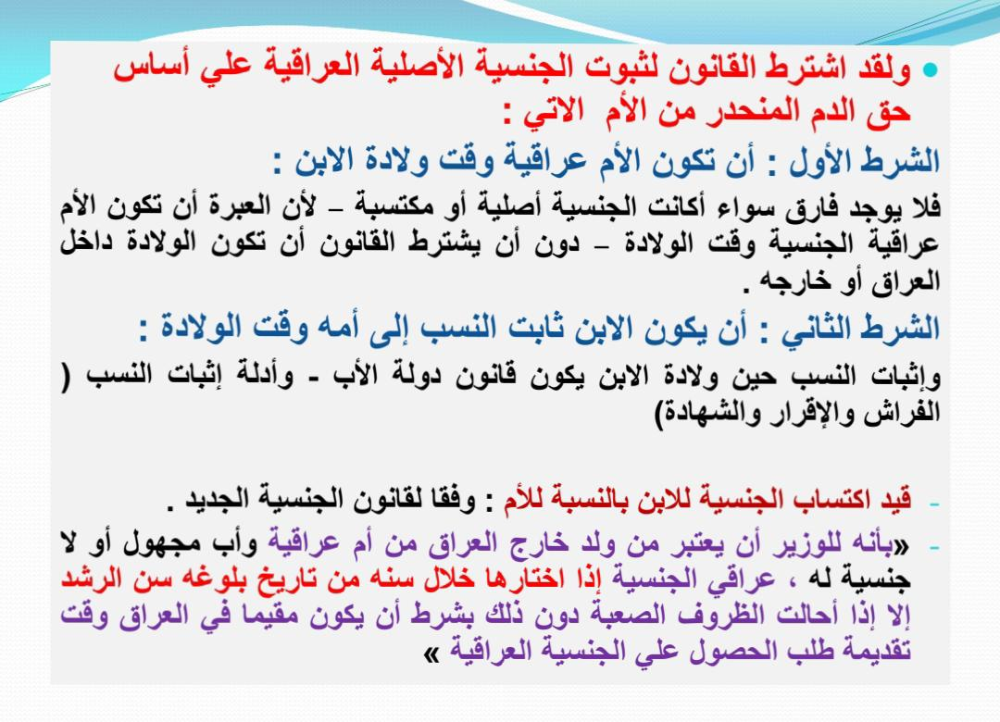 • ولقد اشترط القانون لثبوت الجنسية الأصلية العراقية علي أساس
حق الدم المنحدر من الأم الاتي :
الشرط الأول : أن تكون الأم عراقية وقت ولادة الابن :
فلا يوجد فارق سواء أكانت الجنسية أصلية أو مكتسبة – لأن العبرة أن تكون الأم
عراقية الجنسية وقت الولادة – دون أن يشترط القانون أن تكون الولادة داخل
العراق أو خارجه .
الشرط الثاني : أن يكون الابن ثابت النسب إلى أمه وقت الولادة :
وإثبات النسب حين ولادة الابن يكون قانون دولة الأب - وأدلة إثبات النسب (
الفراش والإقرار والشهادة)
- قيد اكتساب الجنسية للابن بالنسبة للأم : وفقا لقانون الجنسية الجديد .
- «بأنه للوزير أن يعتبر من ولد خارج العراق من أم عراقية وأب مجهول أو لا
جنسية له ، عراقي الجنسية إذا اختارها خلال سنه من تاريخ بلوغه سن الرشد
إلا إذا أحالت الظروف الصعبة دون ذلك بشرط أن يكون مقيما في العراق وقت
تقديمة طلب الحصول علي الجنسية العراقية »